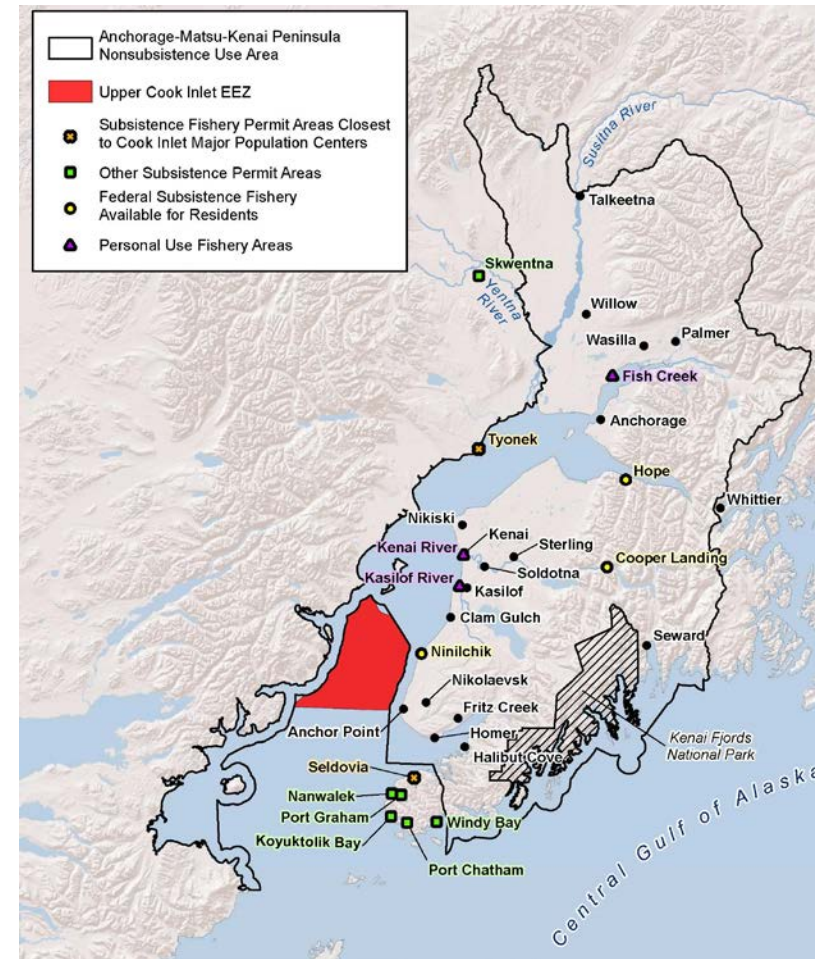 Anchorage-Matsu-Kenai Peninsula
Nonsubsistence Use Area
Upper Cook Inlet EEZ
Subsistence Fishery Permit Areas Closest
to Cook Inlet Major Population Centers
Other Subsistence Permit Areas
Federal Subsistence Fishery
Available for Residents
Personal Use Fishery Areas
Susitna River
Talkeetna
Skwentna
Yentna
River
Willow
Wasilla
Palmer
Fish Creek
Anchorage
Tyonek
Hope
Whittier
Nikiski
Kenai
Kenai River
Sterling
Cooper Landing
Soldotna
Kasilof River
Kasilof
Clam Gulch
Seward
Ninilchik
Nikolaevsk
Fritz Creek
Anchor Point
Homer
Halibut Cove
Kenai Fjords
National Park
Seldovia
Nanwalek
Port Graham
Windy Bay
Koyuktolik Bay
Port Chatham
Central Gulf of Alaska